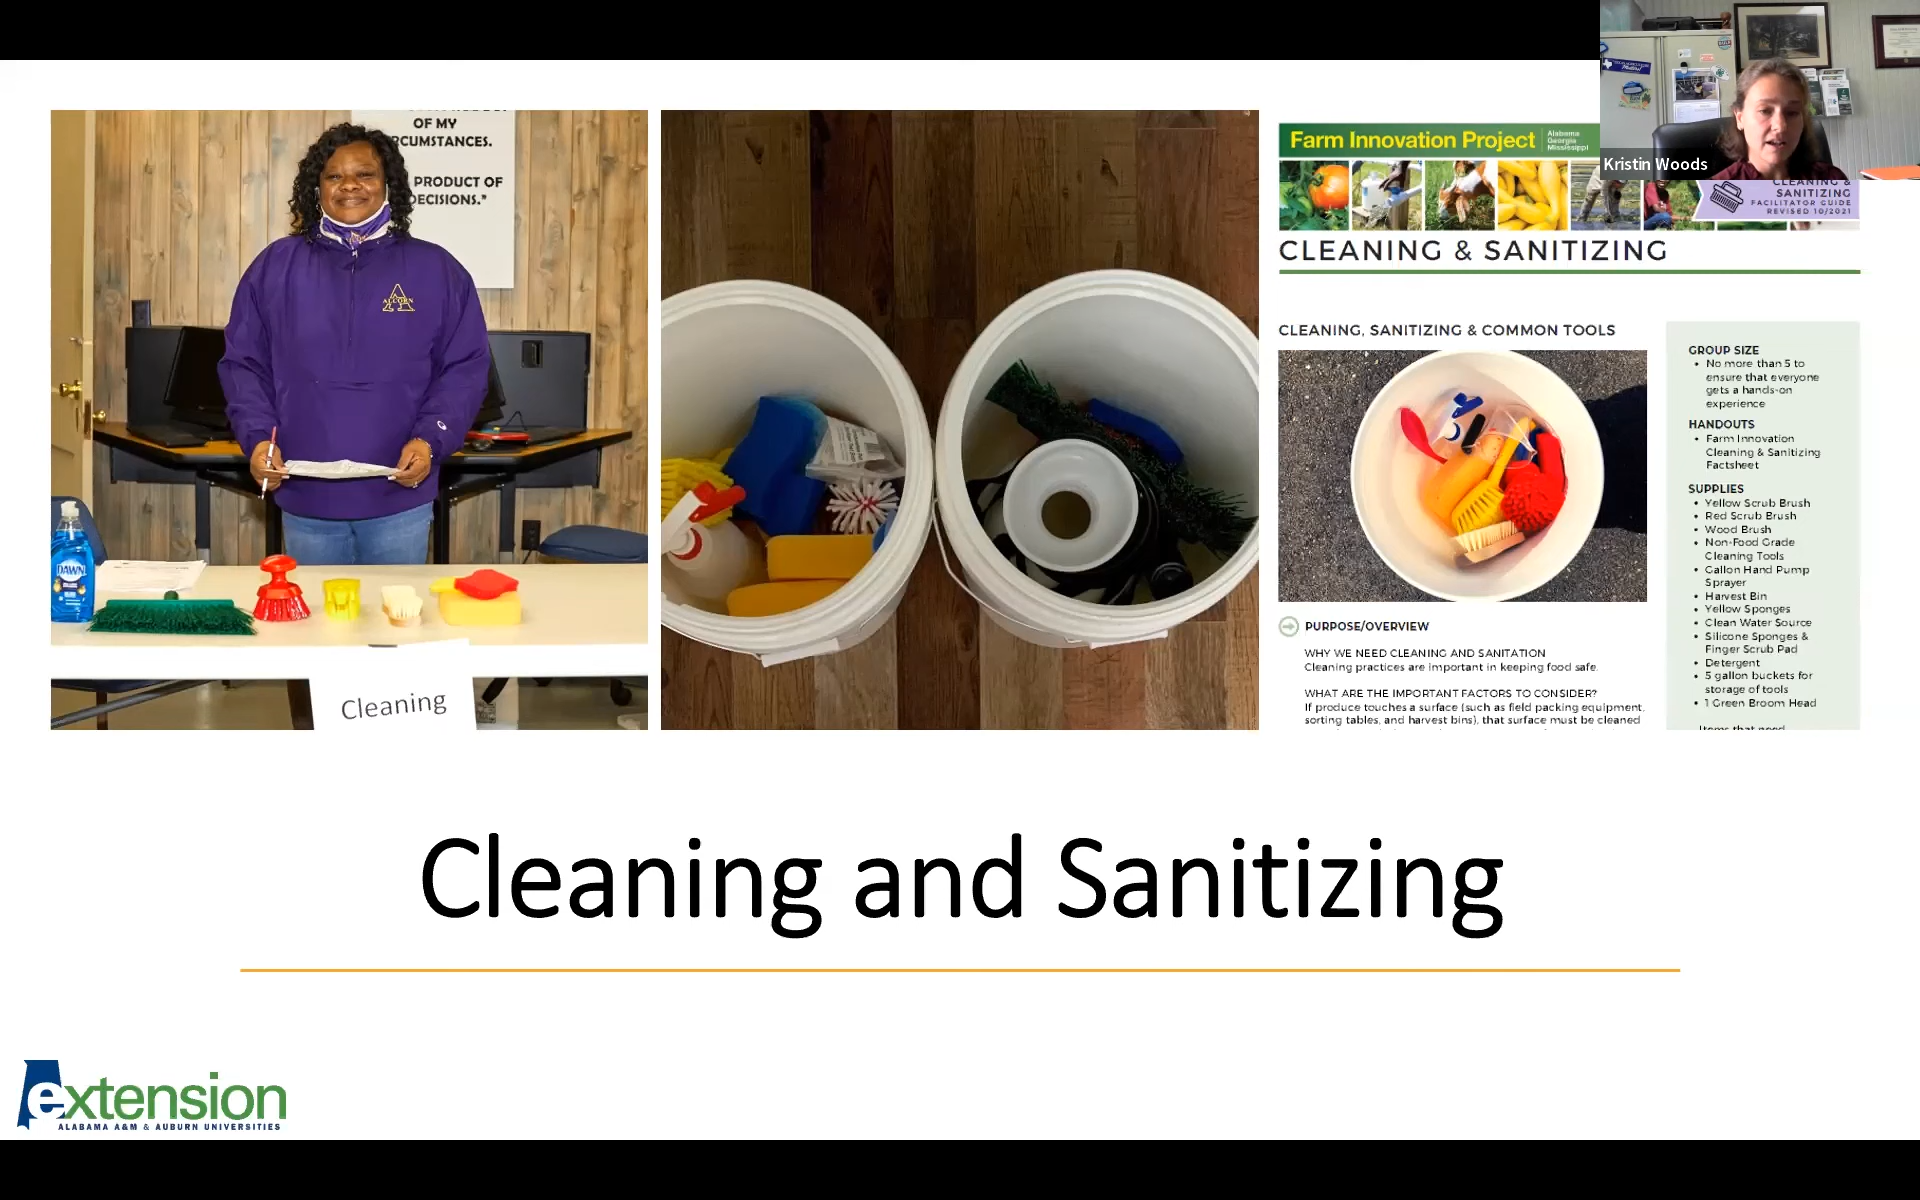 OF MY
PRODUCT OF
DECISIONS."
DAWN
ALCORN
Cleaning
Farm Innovation Project
Alabama
Georgia
Mississippi
Kristin Woods
CLEANING &
SANITIZING
FACILITATOR GUIDE
REVISED 10/2021
CLEANING & SANITIZING
CLEANING, SANITIZING & COMMON TOOLS
PURPOSE/OVERVIEW
WHY WE NEED CLEANING AND SANITATION
Cleaning practices are important in keeping food safe.
WHAT ARE THE IMPORTANT FACTORS TO CONSIDER?
If produce touches a surface (such as field packing equipment,
sorting tables, and harvest bins), that surface must be cleaned
GROUP SIZE
• No more than 5 to
ensure that everyone
gets a hands-on
experience
HANDOUTS
• Farm Innovation
Cleaning & Sanitizing
Factsheet
SUPPLIES
• Yellow Scrub Brush
• Red Scrub Brush
• Wood Brush
• Non-Food Grade
Cleaning Tools
• Gallon Hand Pump
Sprayer
• Harvest Bin
• Yellow Sponges
• Clean Water Source
• Silicone Sponges &
Finger Scrub Pad
• Detergent
• 5 gallon buckets for
storage of tools
• 1 Green Broom Head
Items that need
Cleaning and Sanitizing
extension
ALABAMA A&M & AUBURN UNIVERSITIES